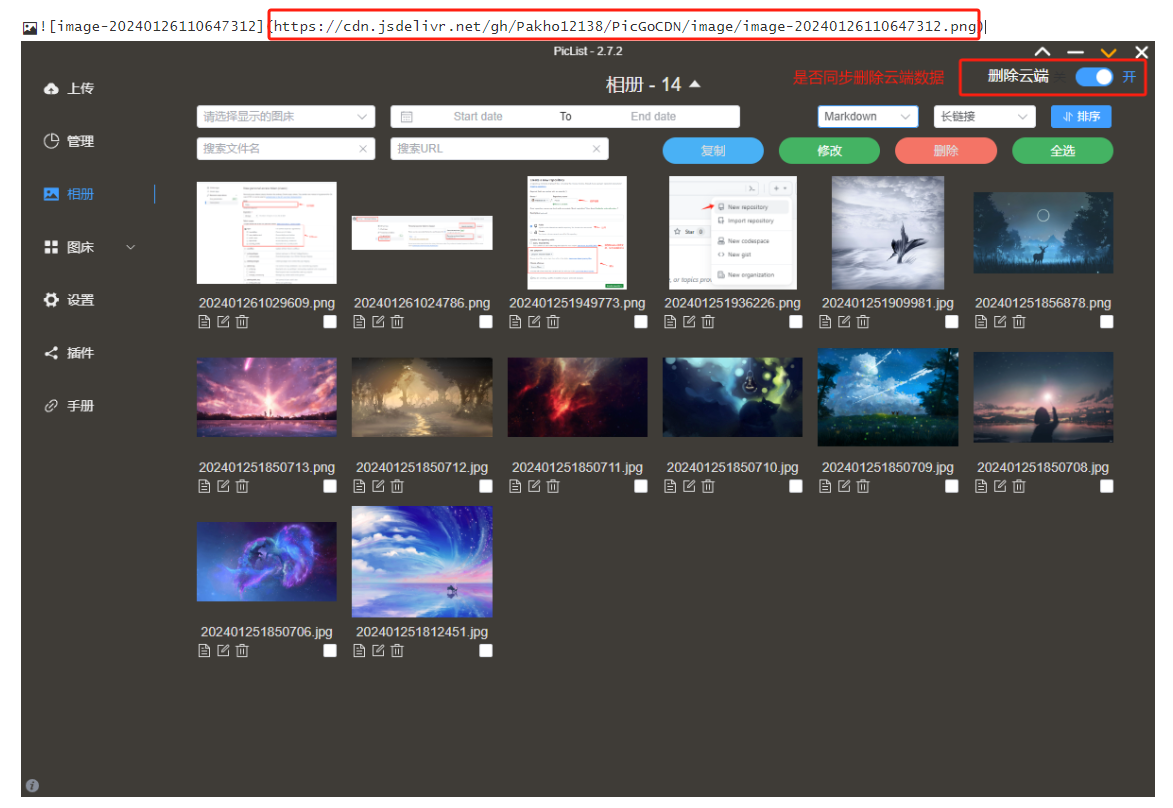 ![image-20240126110647312](https://cdn.jsdelivr.net/gh/Pakho12138/PicGoCDN/image/image-20240126110647312.png)
PicList - 2.7.2
上传
管理
相册
图床
设置
插件
手册
相册 - 14
是否同步删除云端数据
删除云端
开
请选择显示的图床
Start date To End date
Markdown
长链接
排序
搜索文件名
搜索URL
复制
修改
删除
全选
New repository
Import repository
New codespace
New gist
New organization
Star
202401261029609.png
202401261024786.png
202401251949773.png
202401251936226.png
202401251909981.jpg
202401251856878.png
202401251850713.png
202401251850712.jpg
202401251850711.jpg
202401251850710.jpg
202401251850709.jpg
202401251850708.jpg
202401251850706.jpg
202401251812451.jpg